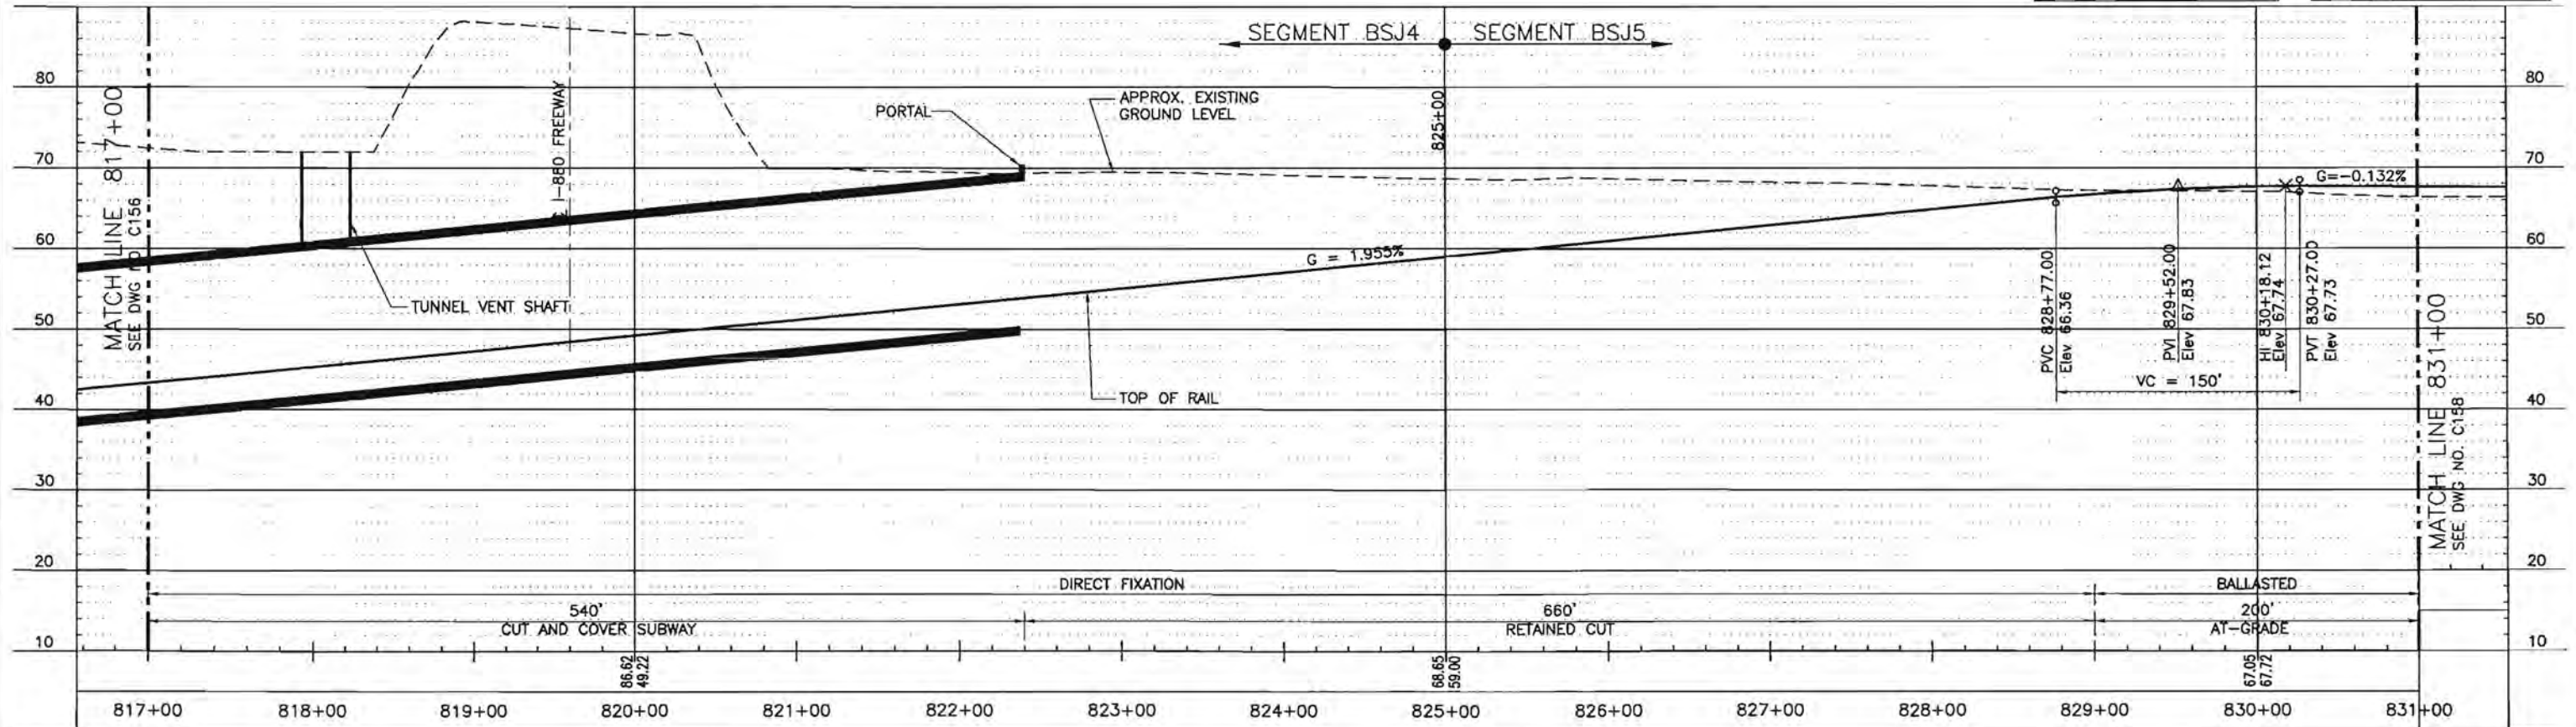 SEGMENT BSJ4
SEGMENT BSJ5
80
70
60
50
40
30
20
10
80
70
60
50
40
30
20
10
MATCH LINE 817+00
SEE DWG NO C156
I-880 FREEWAY
PORTAL
APPROX. EXISTING
GROUND LEVEL
825+00
TUNNEL VENT SHAFT
G = 1.955%
TOP OF RAIL
G=-0.132%
PVC 828+77.00
Elev 66.36
PVI 829+52.00
Elev 67.83
HI 830+18.12
Elev 67.74
PVT 830+27.00
Elev 67.73
VC = 150'
MATCH LINE 831+00
SEE DWG NO. C158
DIRECT FIXATION
BALLASTED
540'
660'
200'
CUT AND COVER SUBWAY
RETAINED CUT
AT-GRADE
86.62
49.22
68.65
59.00
67.05
67.72
817+00 818+00 819+00 820+00 821+00 822+00 823+00 824+00 825+00 826+00 827+00 828+00 829+00 830+00 831+00